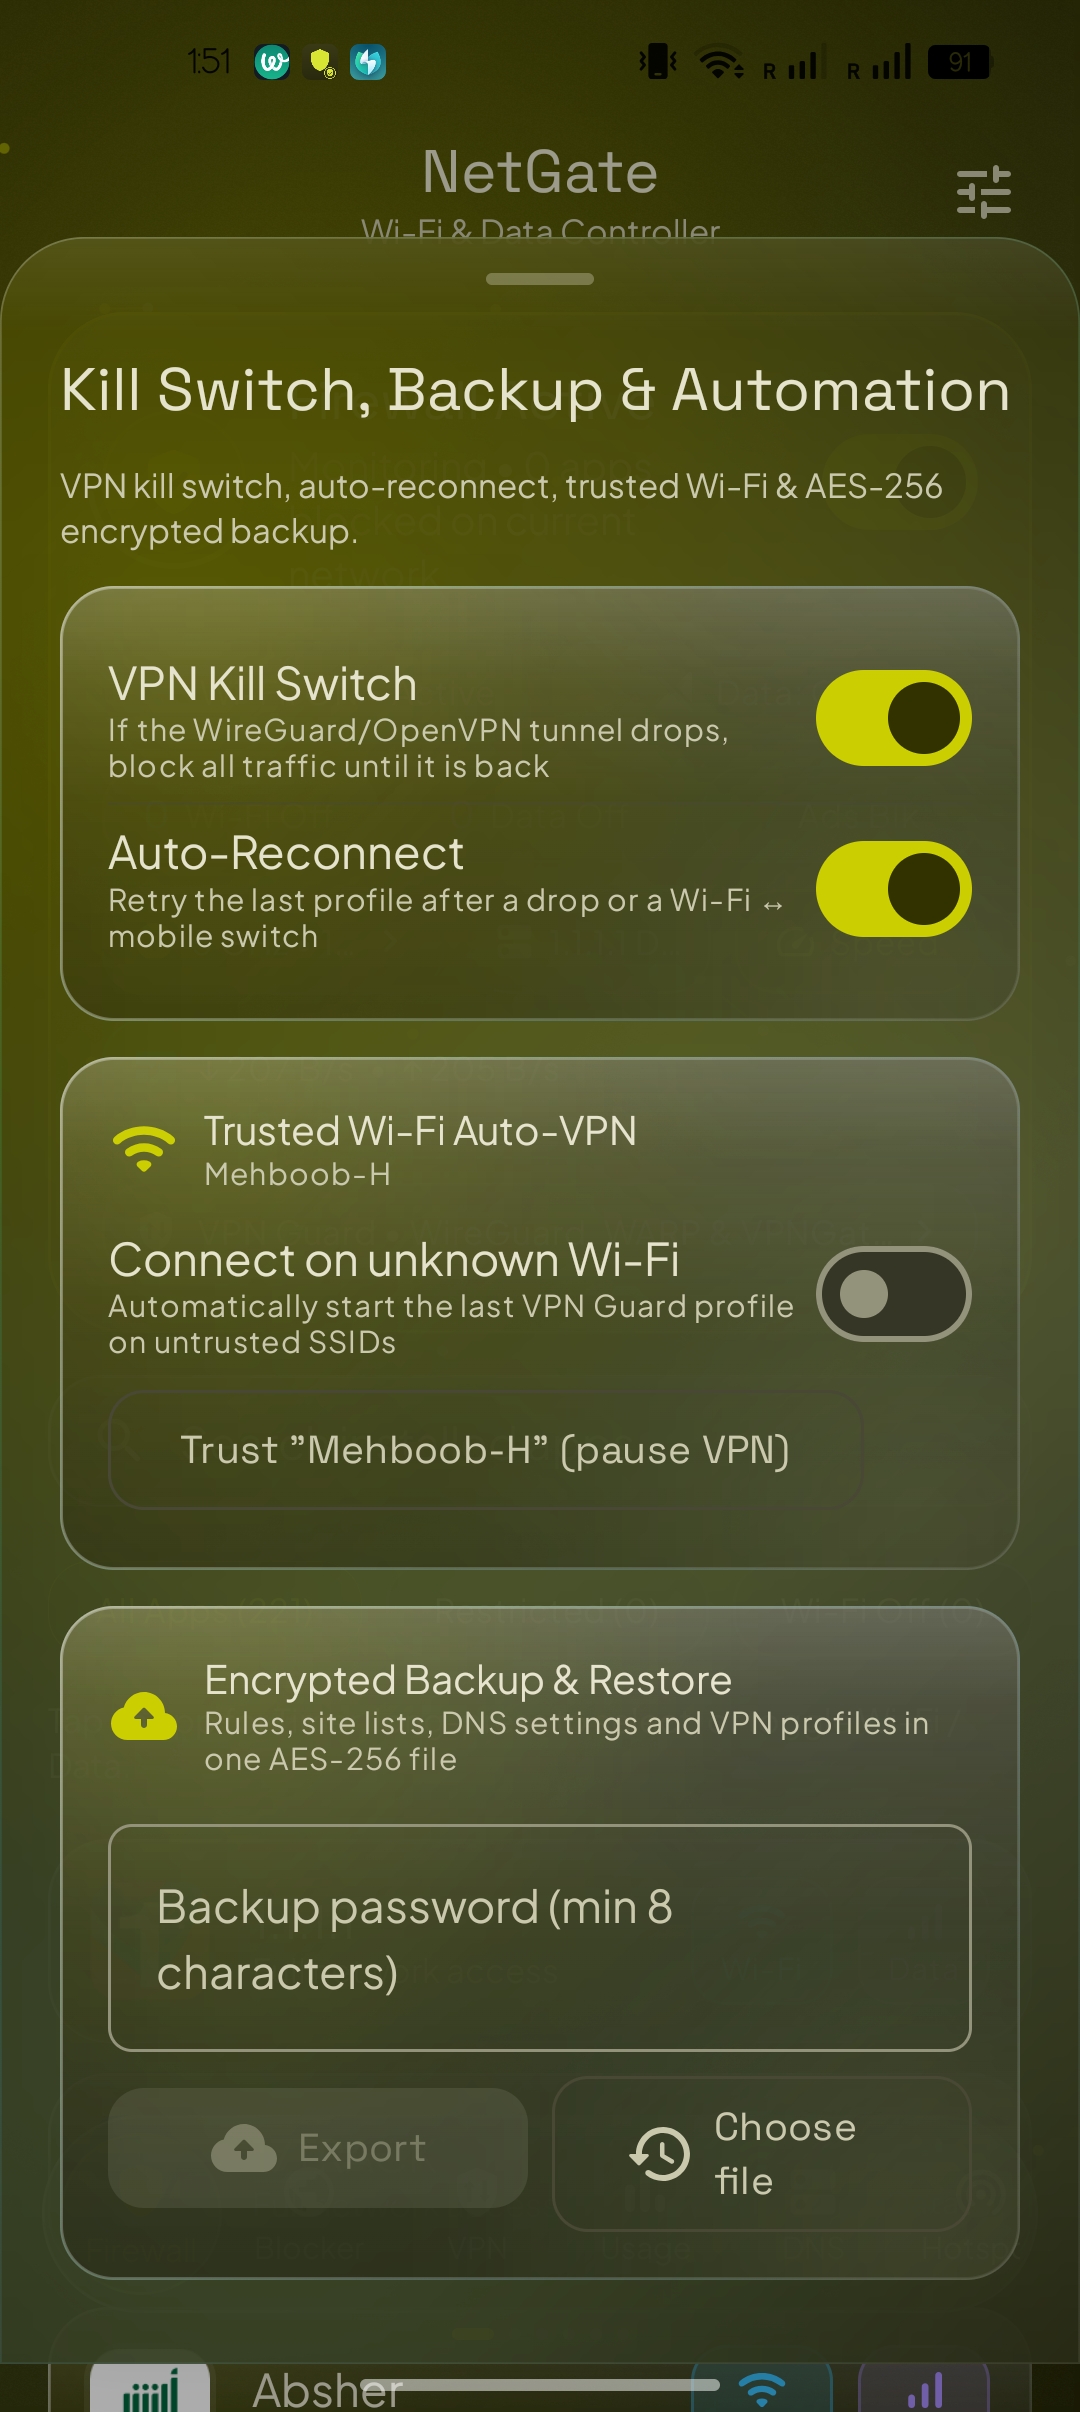 1:51
R
R
91
NetGate
Wi-Fi & Data Controller
Kill Switch, Backup & Automation
VPN kill switch, auto-reconnect, trusted Wi-Fi & AES-256
encrypted backup.
VPN Kill Switch
If the WireGuard/OpenVPN tunnel drops,
block all traffic until it is back
Auto-Reconnect
Retry the last profile after a drop or a Wi-Fi ↔
mobile switch
Trusted Wi-Fi Auto-VPN
Mehboob-H
Connect on unknown Wi-Fi
Automatically start the last VPN Guard profile
on untrusted SSIDs
Trust ”Mehboob-H” (pause VPN)
Encrypted Backup & Restore
Rules, site lists, DNS settings and VPN profiles in
one AES-256 file
Backup password (min 8
characters)
Export
Choose
file
Absher